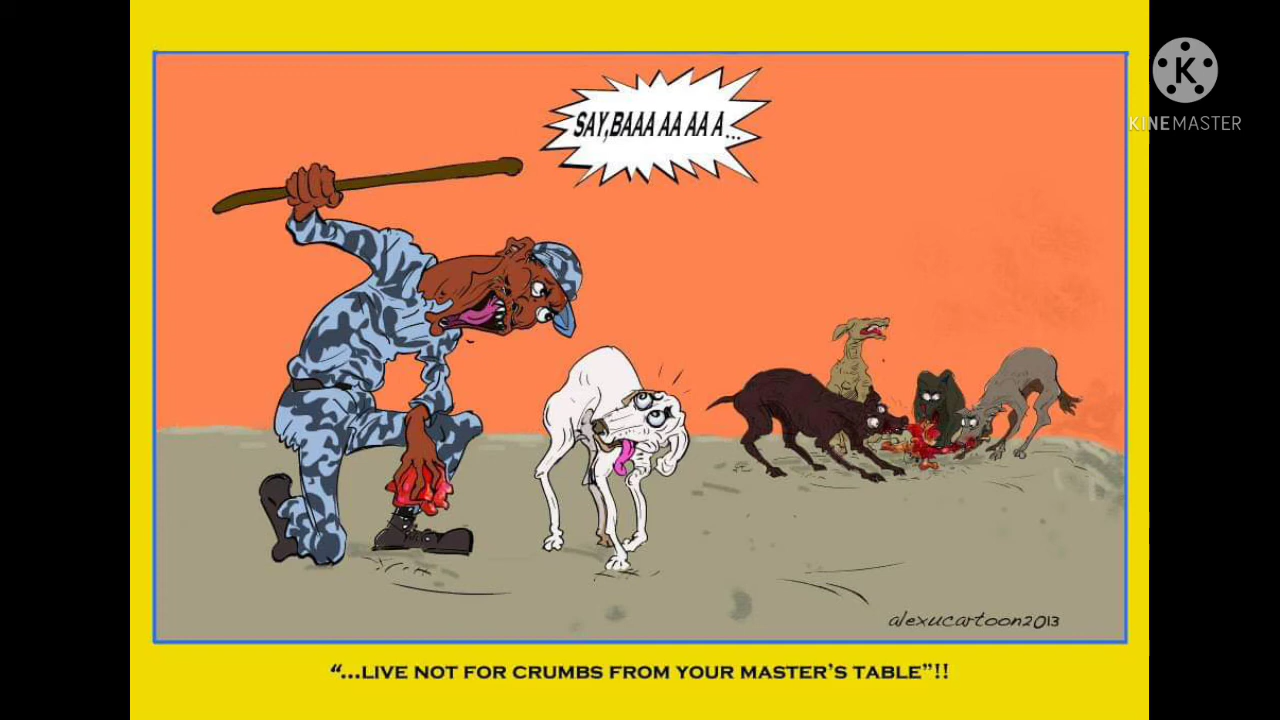 SAY,BAAA AA AA A...
K
KINEMASTER
alexucartoon2013
"...LIVE NOT FOR CRUMBS FROM YOUR MASTER'S TABLE"!!